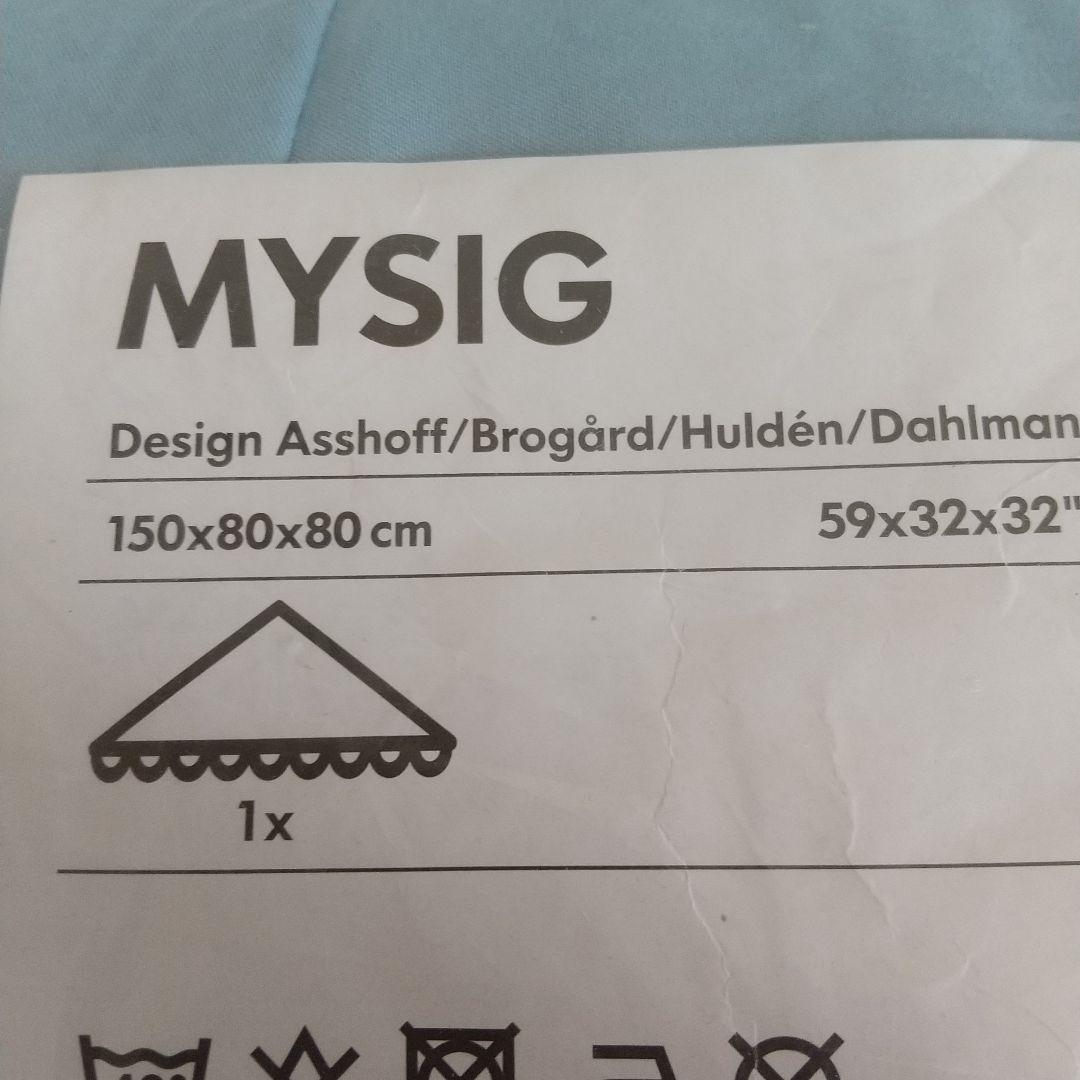 MYSIG
Design Asshoff/Brogård/Huldén/Dahlman
150x80x80 cm
59x32x32"
1x